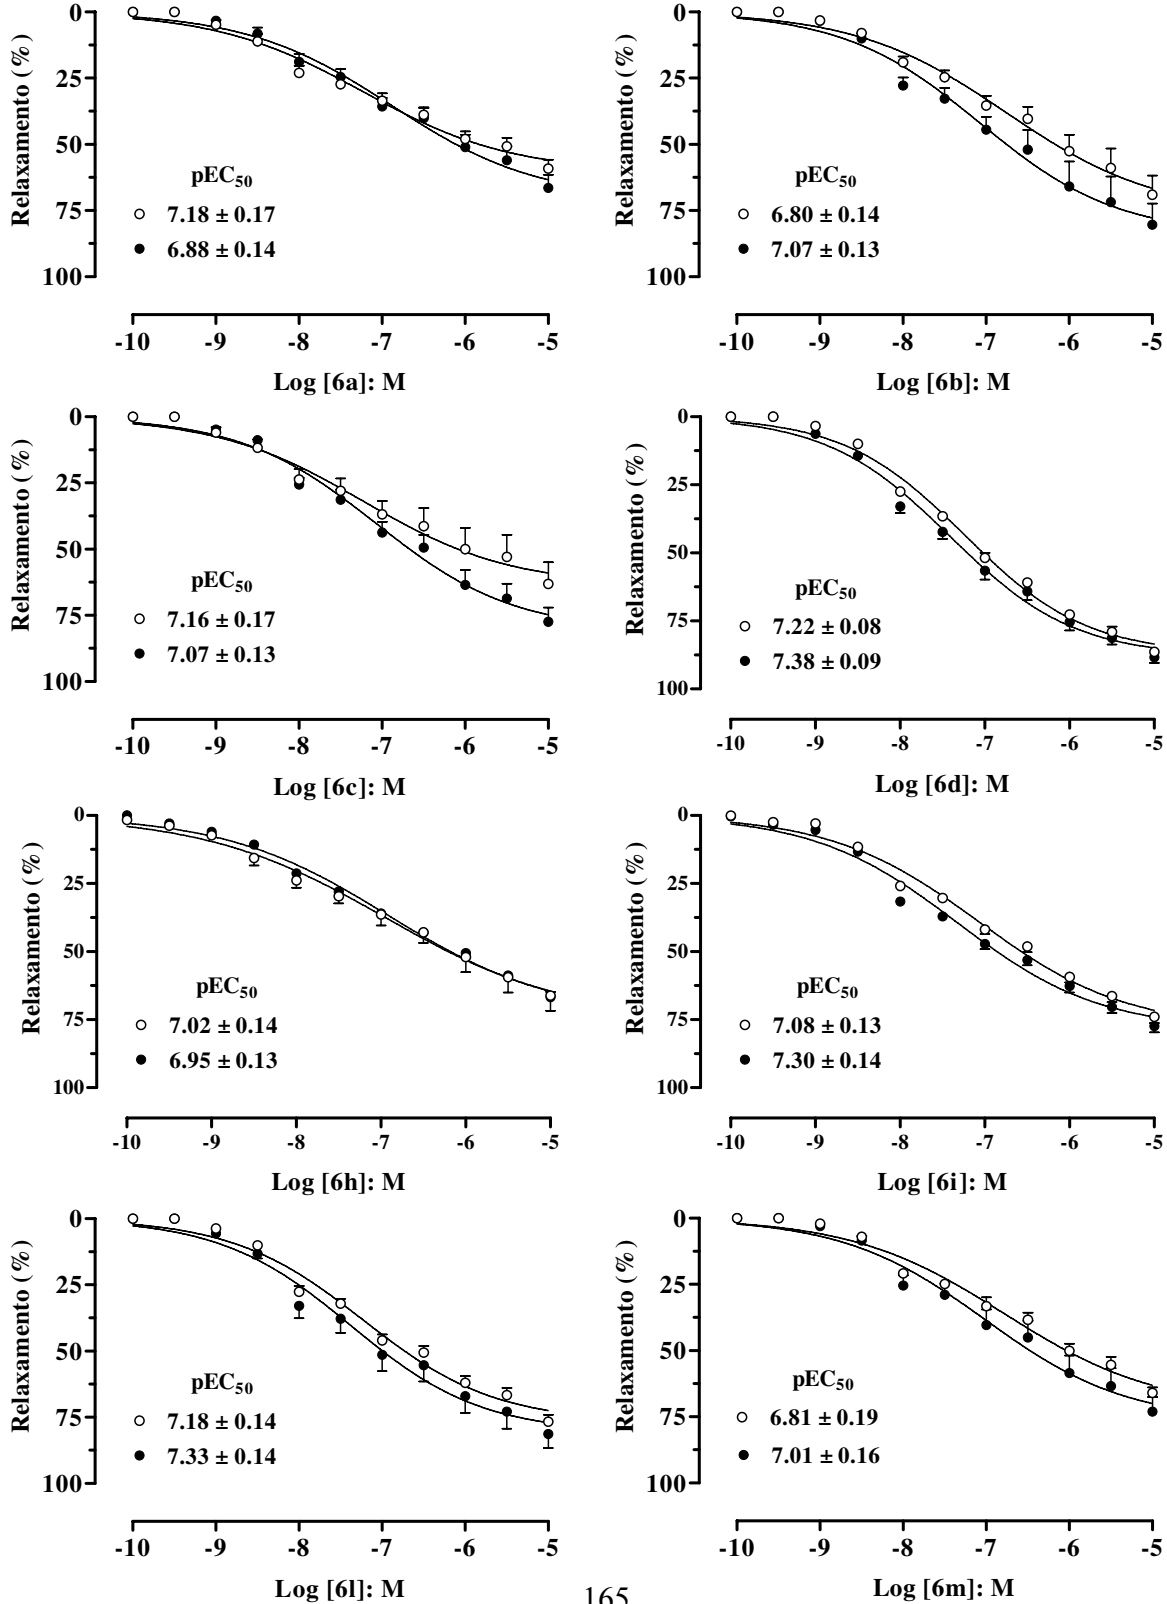 0
25
50
75
100
Relaxamento (%)
pEC50
○ 7.18 ± 0.17
● 6.88 ± 0.14
-10 -9 -8 -7 -6 -5
Log [6a]: M
0
25
50
75
100
Relaxamento (%)
pEC50
○ 6.80 ± 0.14
● 7.07 ± 0.13
-10 -9 -8 -7 -6 -5
Log [6b]: M
0
25
50
75
100
Relaxamento (%)
pEC50
○ 7.16 ± 0.17
● 7.07 ± 0.13
-10 -9 -8 -7 -6 -5
Log [6c]: M
0
25
50
75
100
Relaxamento (%)
pEC50
○ 7.22 ± 0.08
● 7.38 ± 0.09
-10 -9 -8 -7 -6 -5
Log [6d]: M
0
25
50
75
100
Relaxamento (%)
pEC50
○ 7.02 ± 0.14
● 6.95 ± 0.13
-10 -9 -8 -7 -6 -5
Log [6h]: M
0
25
50
75
100
Relaxamento (%)
pEC50
○ 7.08 ± 0.13
● 7.30 ± 0.14
-10 -9 -8 -7 -6 -5
Log [6i]: M
0
25
50
75
100
Relaxamento (%)
pEC50
○ 7.18 ± 0.14
● 7.33 ± 0.14
-10 -9 -8 -7 -6 -5
Log [6l]: M
0
25
50
75
100
Relaxamento (%)
pEC50
○ 6.81 ± 0.19
● 7.01 ± 0.16
-10 -9 -8 -7 -6 -5
Log [6m]: M
165